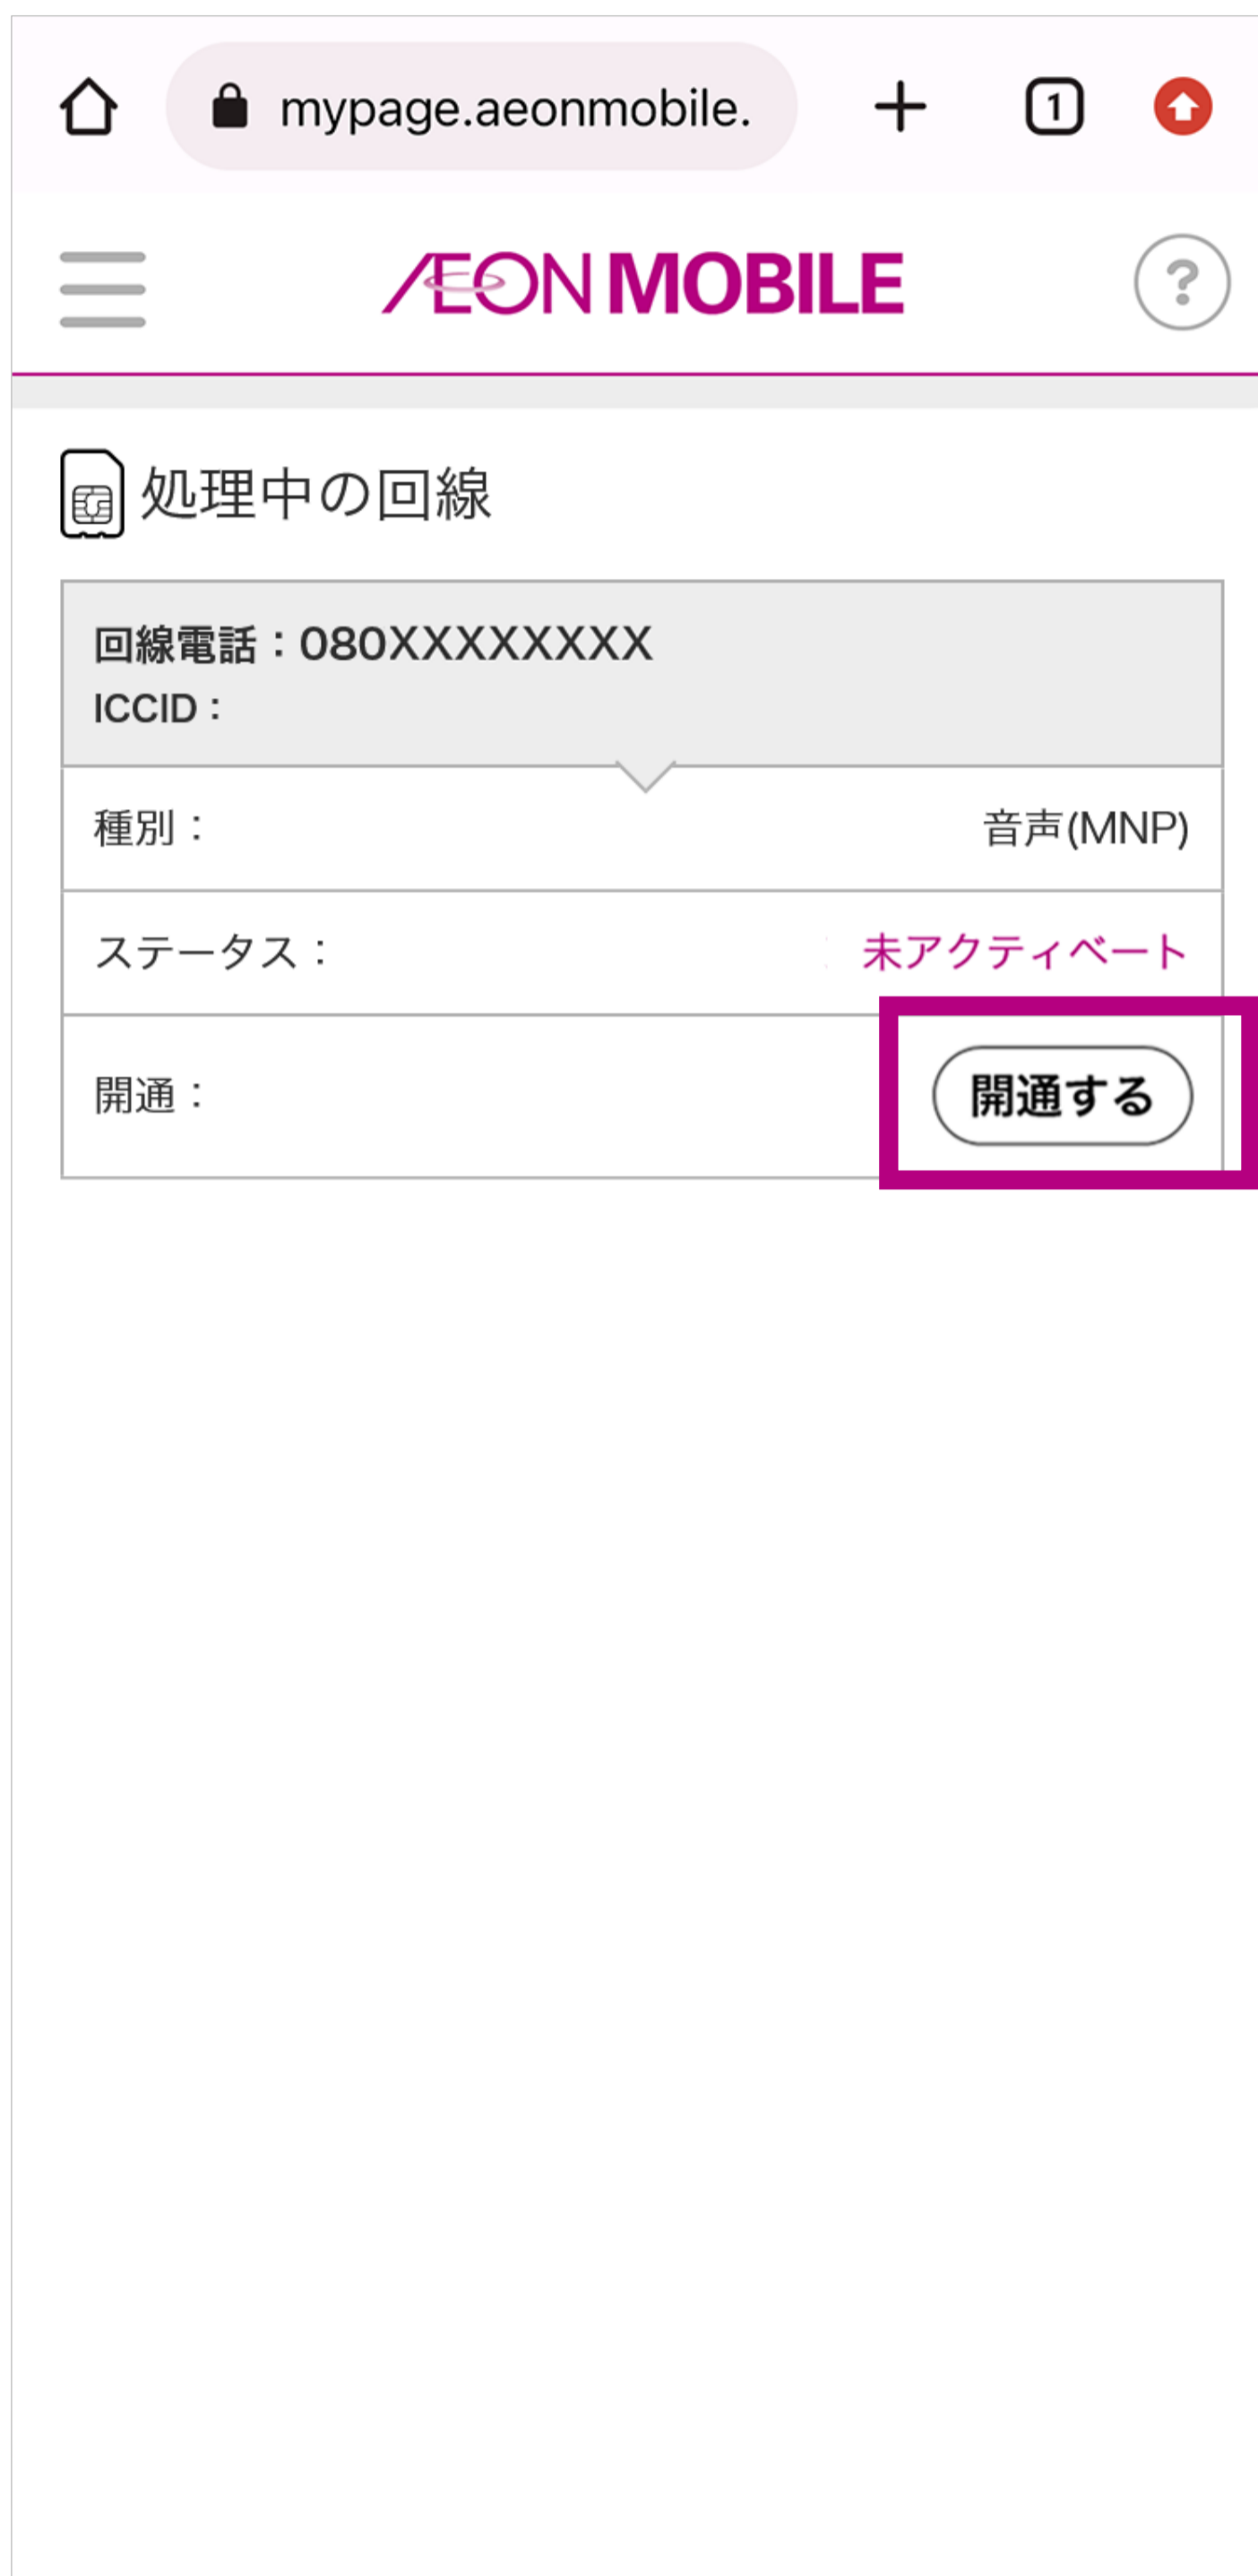 mypage.aeonmobile.
1
AEON MOBILE
?
処理中の回線
回線電話：080XXXXXXXX
ICCID：
種別：
音声(MNP)
ステータス：
未アクティベート
開通：
開通する